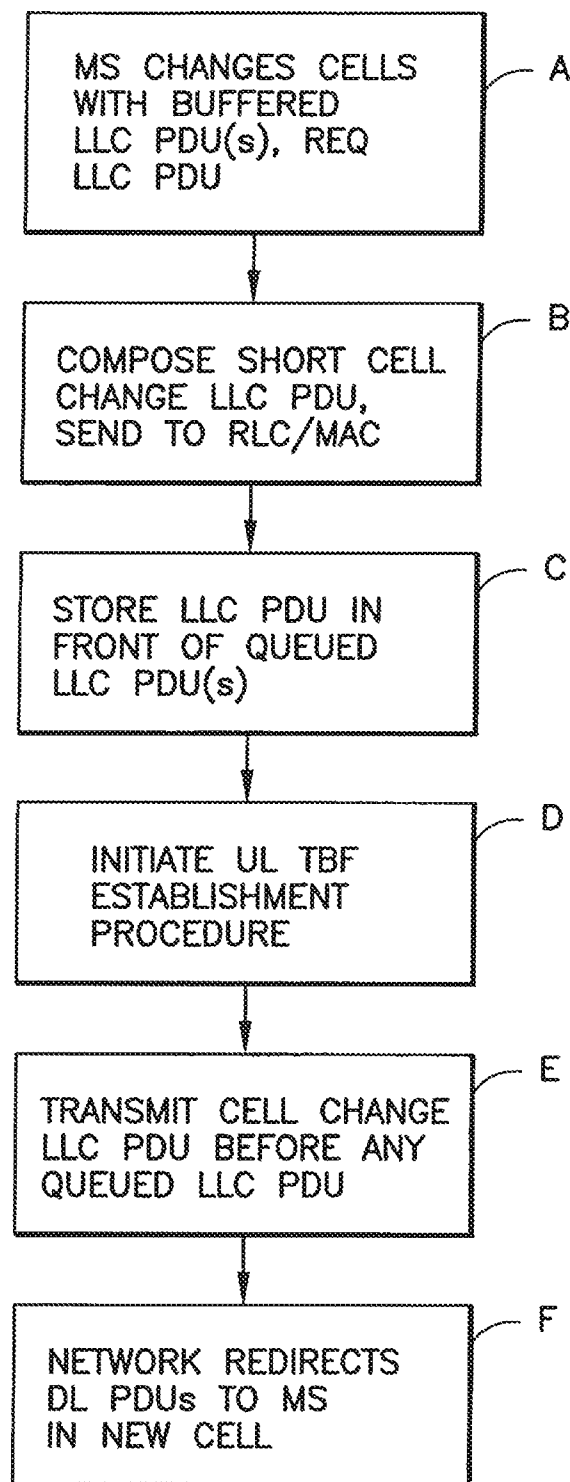 MS CHANGES CELLS
WITH BUFFERED
LLC PDU(s), REQ
LLC PDU
A
COMPOSE SHORT CELL
CHANGE LLC PDU,
SEND TO RLC/MAC
B
STORE LLC PDU IN
FRONT OF QUEUED
LLC PDU(s)
C
INITIATE UL TBF
ESTABLISHMENT
PROCEDURE
D
TRANSMIT CELL CHANGE
LLC PDU BEFORE ANY
QUEUED LLC PDU
E
NETWORK REDIRECTS
DL PDUs TO MS
IN NEW CELL
F